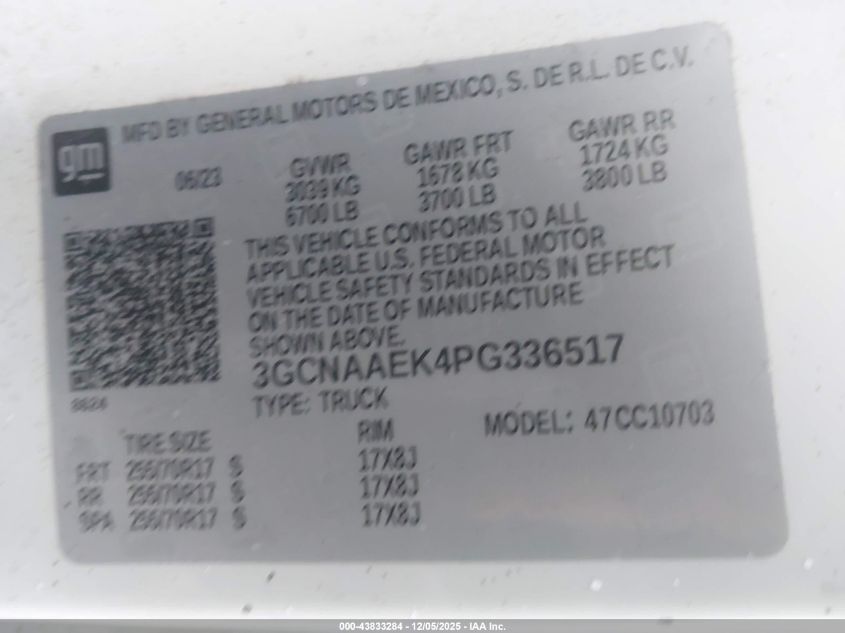 MFD BY GENERAL MOTORS DE MEXICO, S. DE R.L. DE C.V.
gm
06/23
GVWR
3039 KG
6700 LB
GAWR FRT
1678 KG
3700 LB
GAWR RR
1724 KG
3800 LB
THIS VEHICLE CONFORMS TO ALL
APPLICABLE U.S. FEDERAL MOTOR
VEHICLE SAFETY STANDARDS IN EFFECT
ON THE DATE OF MANUFACTURE
SHOWN ABOVE.
3GCNAAEK4PG336517
TYPE: TRUCK
MODEL: 47CC10703
TIRE SIZE RIM
FRT 255/70R17 S 17X8J
RR 255/70R17 S 17X8J
SPA 255/70R17 S 17X8J
000-43833284 - 12/05/2025 - IAA Inc.